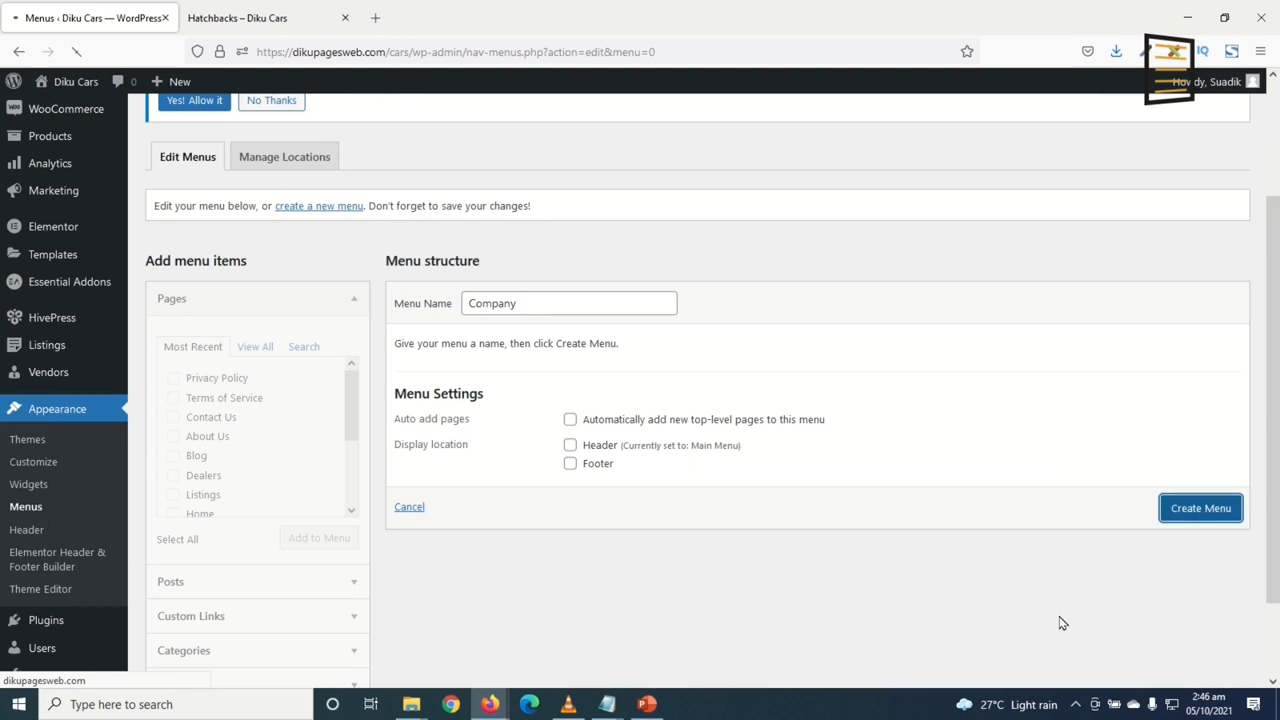 Menus ‹ Diku Cars — WordPress
Hatchbacks – Diku Cars
https://dikupagesweb.com/cars/wp-admin/nav-menus.php?action=edit&menu=0
IQ
Diku Cars
0
New
Howdy, Suadik
WooCommerce
Products
Analytics
Marketing
Elementor
Templates
Essential Addons
HivePress
Listings
Vendors
Appearance
Themes
Customize
Widgets
Menus
Header
Elementor Header &
Footer Builder
Theme Editor
Plugins
Users
dikupagesweb.com
Yes! Allow it
No Thanks
Edit Menus
Manage Locations
Edit your menu below, or create a new menu. Don't forget to save your changes!
Add menu items
Pages
Most Recent
View All
Search
Privacy Policy
Terms of Service
Contact Us
About Us
Blog
Dealers
Listings
Home
Select All
Add to Menu
Posts
Custom Links
Categories
Menu structure
Menu Name
Company
Give your menu a name, then click Create Menu.
Menu Settings
Auto add pages
Automatically add new top-level pages to this menu
Display location
Header (Currently set to: Main Menu)
Footer
Cancel
Create Menu
Type here to search
27°C Light rain
2:46 am
05/10/2021